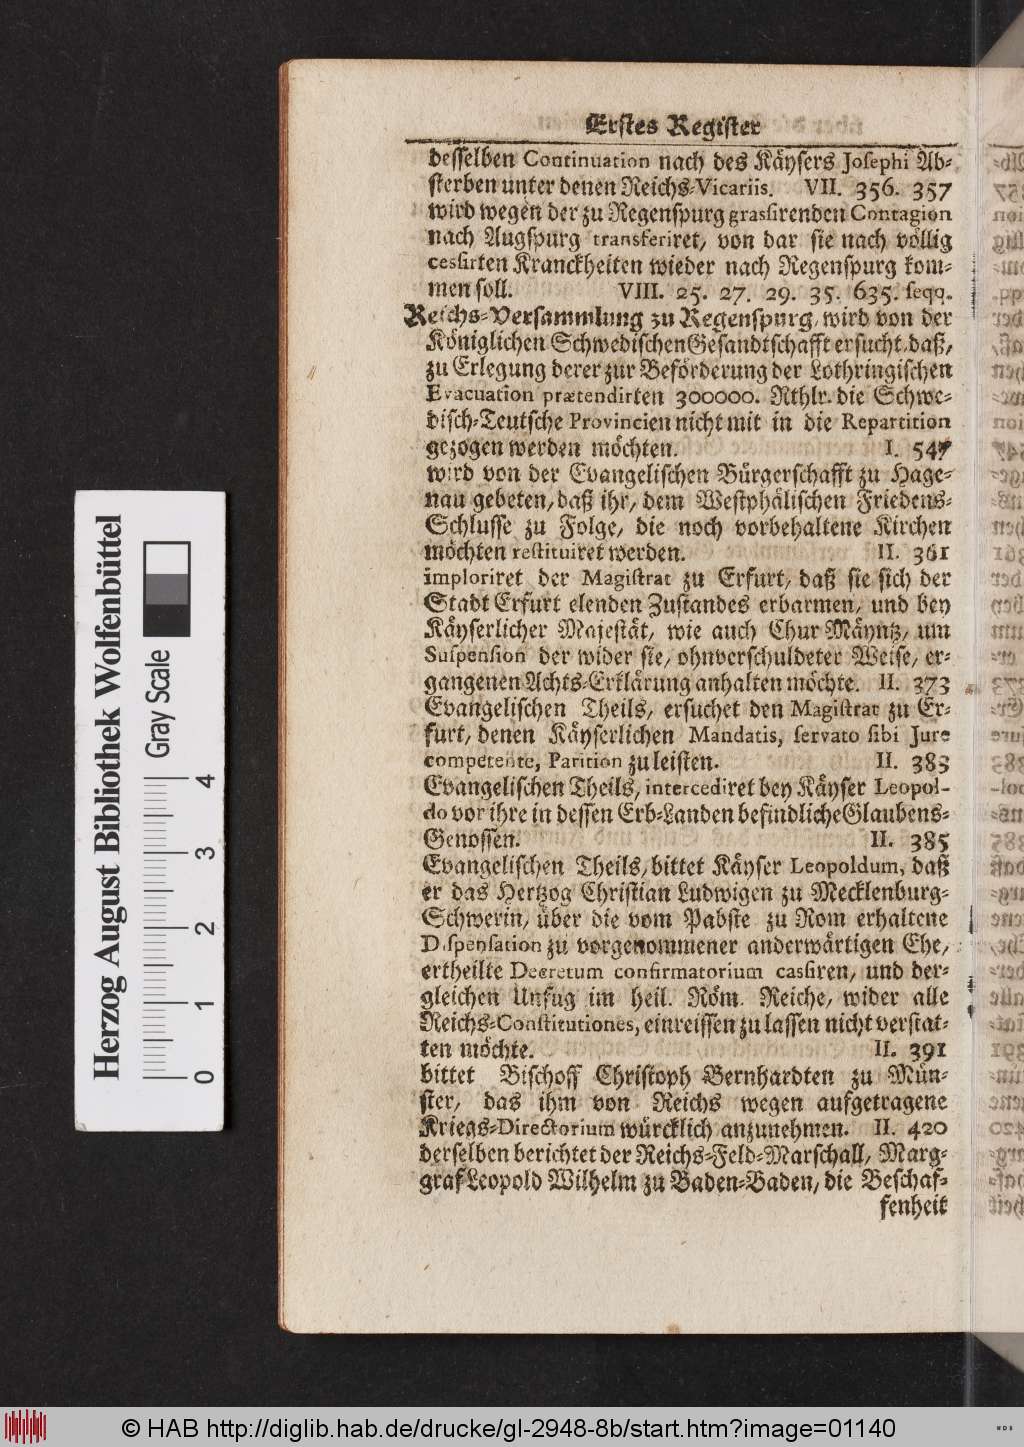 Erstes Register
desselben Continuation nach des Käysers Josephi Ab-
sterben unter denen Reichs-Vicariis. VII. 356. 357
wird wegen der zu Regenspurg grassirenden Contagion
nach Augspurg transferiret, von dar sie nach völlig
cessirten Kranckheiten wieder nach Regenspurg kom-
men soll. VIII. 25. 27. 29. 35. 635. seqq.
Reichs-Versammlung zu Regenspurg, wird von der
Königlichen Schwedischen Gesandtschafft ersucht, daß,
zu Erlegung derer zur Beförderung der Lothringischen
Evacuation prætendirten 300000. Rthlr. die Schwe-
disch-Teutsche Provincien nicht mit in die Repartition
gezogen werden möchten. I. 547
wird von der Evangelischen Bürgerschafft zu Hage-
nau gebeten, daß ihr, dem Westphälischen Friedens-
Schlusse zu Folge, die noch vorbehaltene Kirchen
möchten restituiret werden. II. 361
imploriret der Magistrat zu Erfurt, daß sie sich der
Stadt Erfurt elenden Zustandes erbarmen, und bey
Käyserlicher Majestät, wie auch Chur Mäyntz, um
Suspension der wider sie, ohnverschuldeter Weise, er-
gangenen Achts-Erklärung anhalten möchte. II. 373
Evangelischen Theils, ersuchet den Magistrat zu Er-
furt, denen Käyserlichen Mandatis, servato sibi Jure
competente, Parition zu leisten. II. 383
Evangelischen Theils, intercediret bey Käyser Leopol-
do vor ihre in dessen Erb-Landen befindliche Glaubens-
Genossen. II. 385
Evangelischen Theils, bittet Käyser Leopoldum, daß
er das Hertzog Christian Ludwigen zu Mecklenburg-
Schwerin, über die vom Pabste zu Rom erhaltene
Dispensation zu vorgenommener anderwärtigen Ehe,
ertheilte Decretum confirmatorium cassiren, und der-
gleichen Unfug im heil. Röm. Reiche, wider alle
Reichs-Constitutiones, einreissen zu lassen nicht verstat-
ten möchte. II. 391
bittet Bischoff Christoph Bernhardten zu Mün-
ster, das ihm von Reichs wegen aufgetragene
Kriegs-Directorium würcklich anzunehmen. II. 420
derselben berichtet der Reichs-Feld-Marschall, Marg-
graf Leopold Wilhelm zu Baden-Baden, die Beschaf-
fenheit
Herzog August Bibliothek Wolfenbüttel
Gray Scale
0 1 2 3 4
© HAB http://diglib.hab.de/drucke/gl-2948-8b/start.htm?image=01140